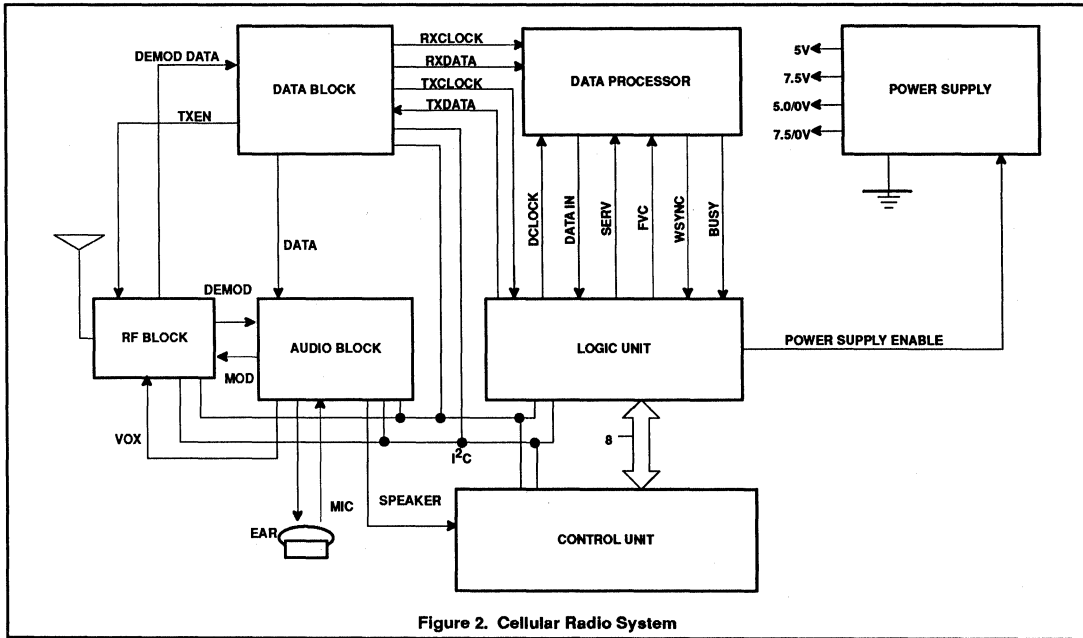 RXCLOCK
DEMOD DATA
RXDATA
5V
DATA BLOCK
DATA PROCESSOR
7.5V
POWER SUPPLY
TXCLOCK
5.0/0V
TXDATA
TXEN
7.5/0V
DCLOCK
DATA IN
SERV
FVC
WSYNC
BUSY
DATA
DEMOD
RF BLOCK
AUDIO BLOCK
LOGIC UNIT
POWER SUPPLY ENABLE
MOD
VOX
8
I²C
SPEAKER
MIC
EAR
CONTROL UNIT
Figure 2. Cellular Radio System